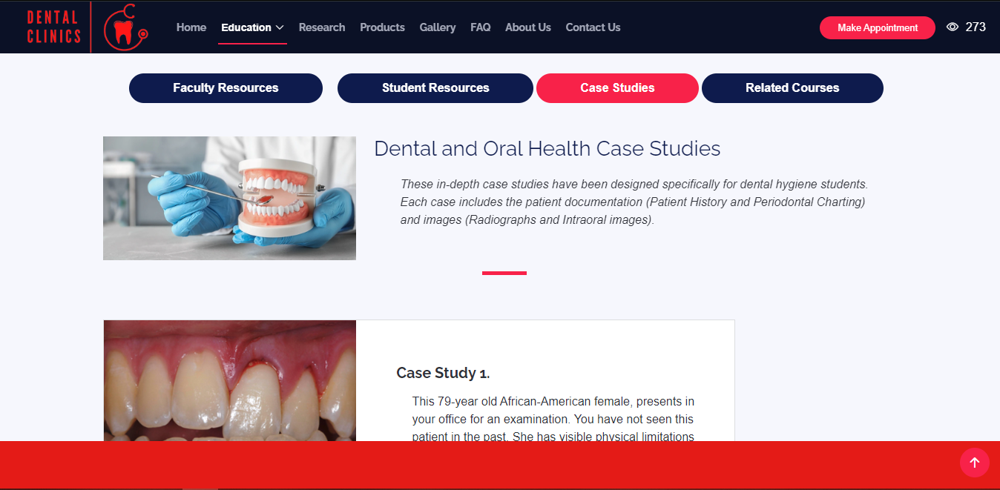 DENTAL
CLINICS
Home Education Research Products Gallery FAQ About Us Contact Us
Make Appointment 273
Faculty Resources Student Resources Case Studies Related Courses
Dental and Oral Health Case Studies
These in-depth case studies have been designed specifically for dental hygiene students.
Each case includes the patient documentation (Patient History and Periodontal Charting)
and images (Radiographs and Intraoral images).
Case Study 1.
This 79-year old African-American female, presents in
your office for an examination. You have not seen this
patient in the past. She has visible physical limitations